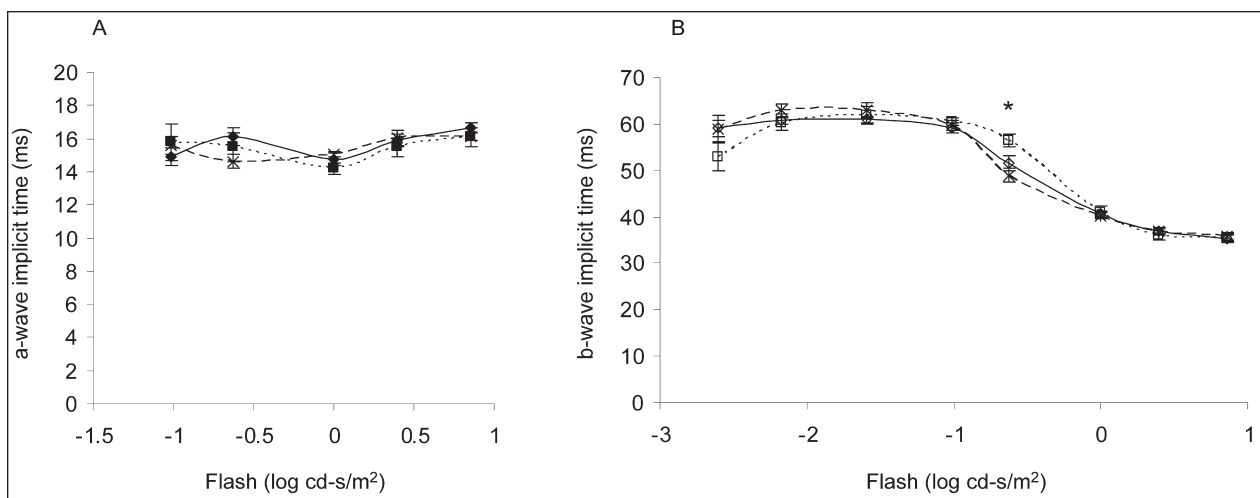 A
20
18
16
14
12
10
8
6
4
2
0
a-wave implicit time (ms)
-1.5 -1 -0.5 0 0.5 1
Flash (log cd-s/m²)
B
70
60
50
40
30
20
10
0
b-wave implicit time (ms)
*
-3 -2 -1 0 1
Flash (log cd-s/m²)